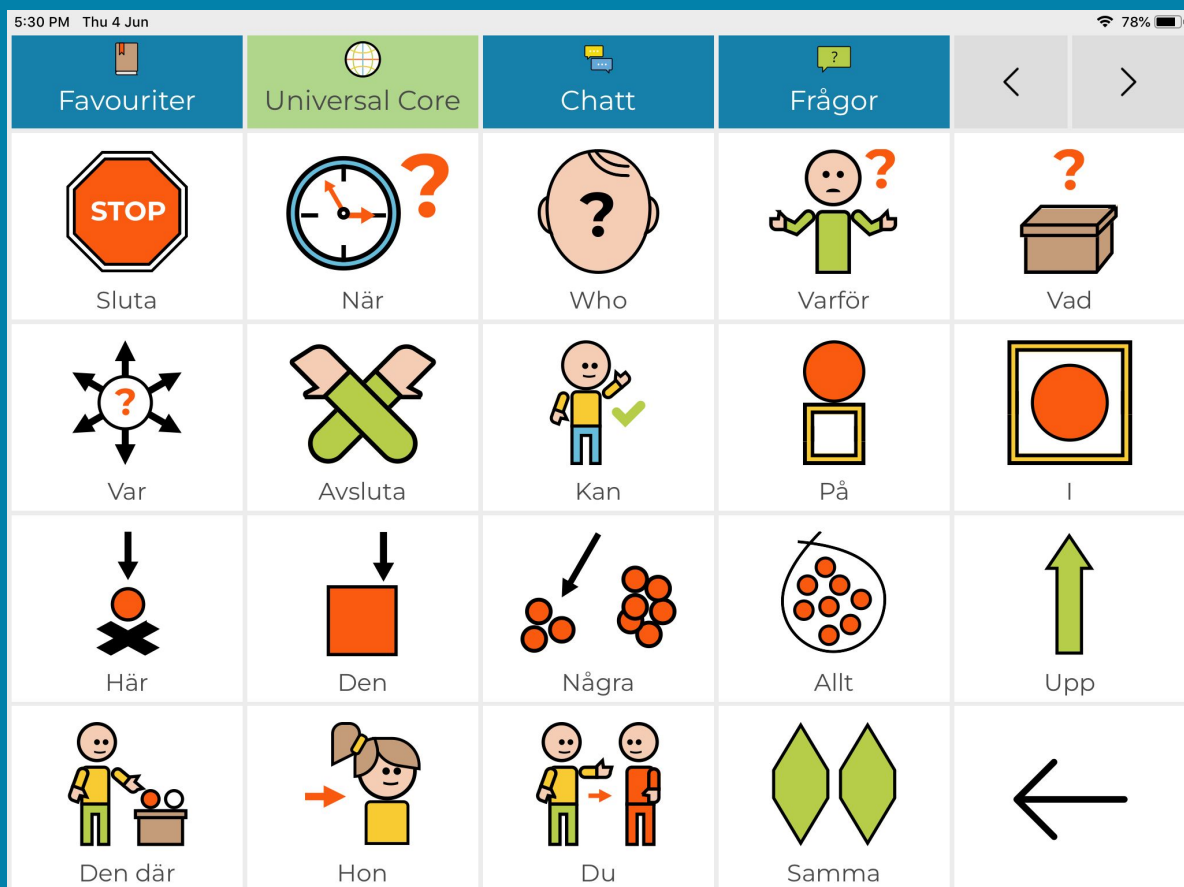 5:30 PM Thu 4 Jun 78%
Favouriter Universal Core Chatt Frågor
STOP ? ? ? ?
Sluta När Who Varför Vad
?
Var Avsluta Kan På I
Här Den Några Allt Upp
Den där Hon Du Samma